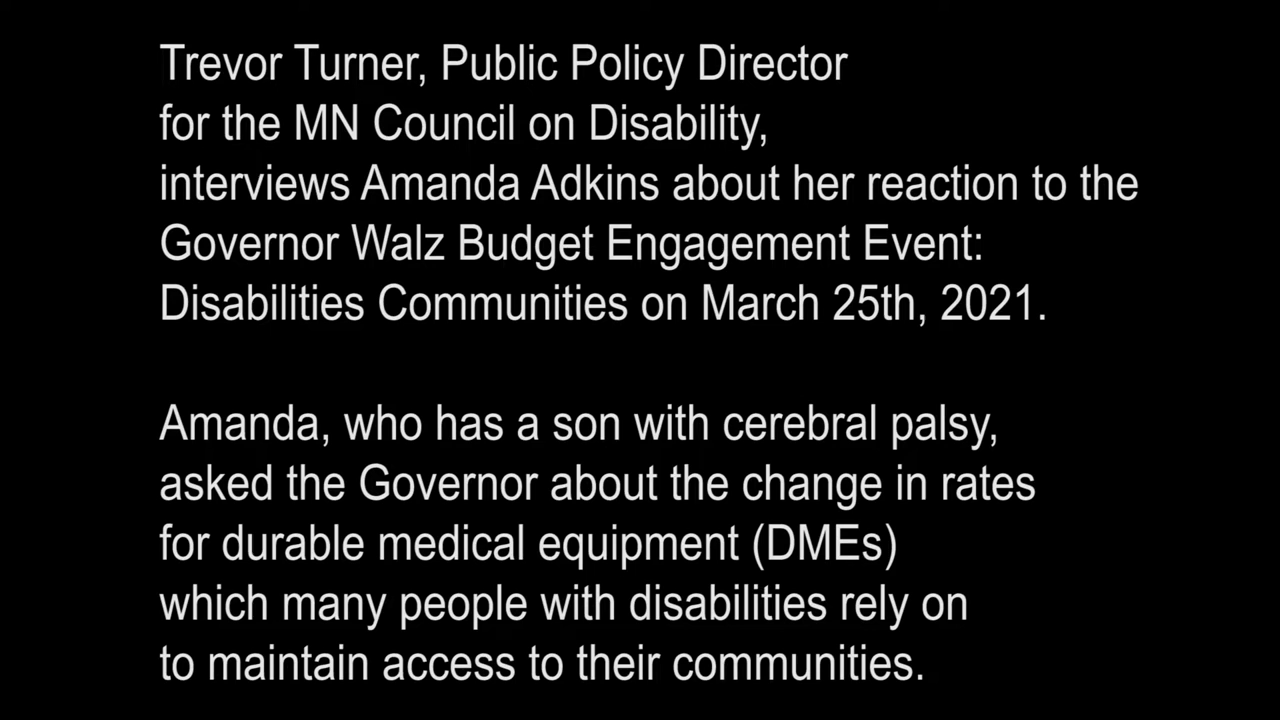 Trevor Turner, Public Policy Director
for the MN Council on Disability,
interviews Amanda Adkins about her reaction to the
Governor Walz Budget Engagement Event:
Disabilities Communities on March 25th, 2021.
Amanda, who has a son with cerebral palsy,
asked the Governor about the change in rates
for durable medical equipment (DMEs)
which many people with disabilities rely on
to maintain access to their communities.